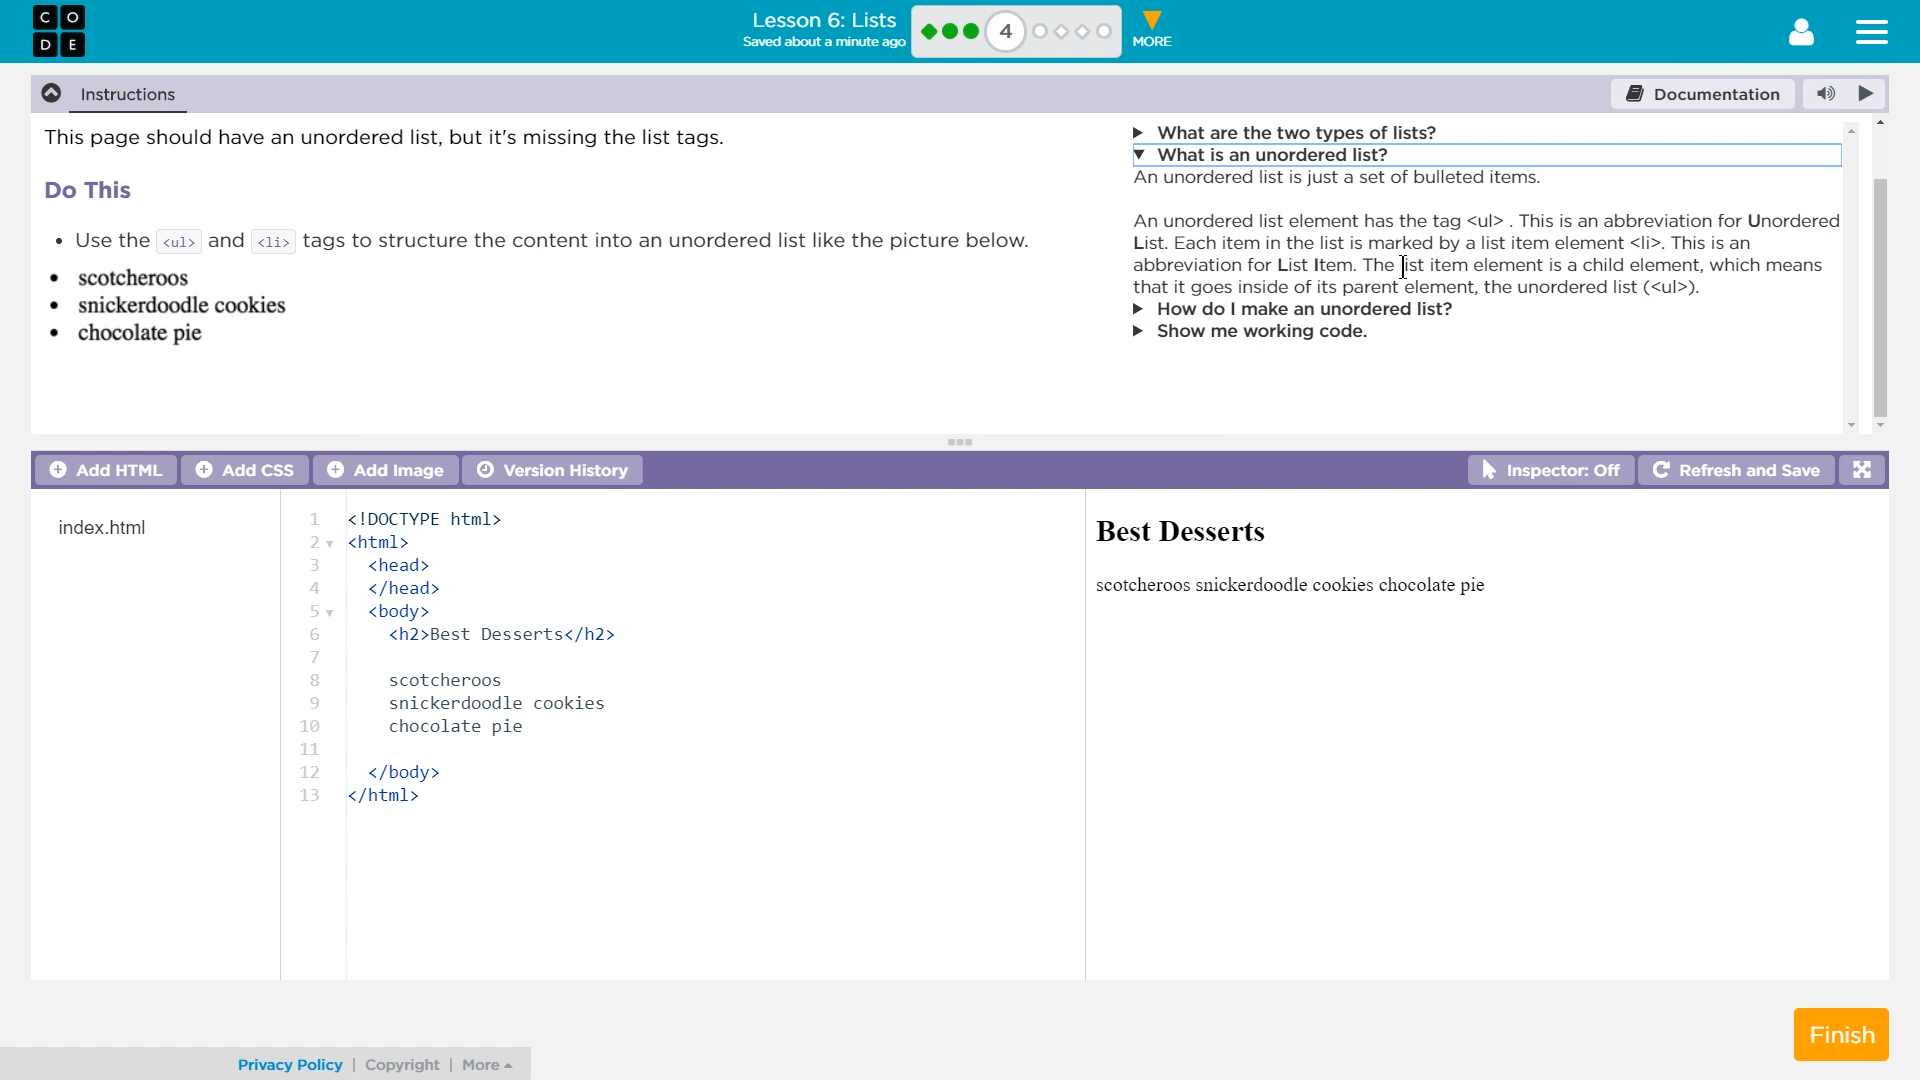 CODE
Lesson 6: Lists
Saved about a minute ago
4
MORE
Instructions
Documentation
This page should have an unordered list, but it's missing the list tags.
Do This
• Use the <ul> and <li> tags to structure the content into an unordered list like the picture below.
• scotcheroos
• snickerdoodle cookies
• chocolate pie
What are the two types of lists?
What is an unordered list?
An unordered list is just a set of bulleted items.
An unordered list element has the tag <ul> . This is an abbreviation for Unordered
List. Each item in the list is marked by a list item element <li>. This is an
abbreviation for List Item. The list item element is a child element, which means
that it goes inside of its parent element, the unordered list (<ul>).
How do I make an unordered list?
Show me working code.
Add HTML
Add CSS
Add Image
Version History
Inspector: Off
Refresh and Save
index.html
1 <!DOCTYPE html>
2 <html>
3 <head>
4 </head>
5 <body>
6 <h2>Best Desserts</h2>
7
8 scotcheroos
9 snickerdoodle cookies
10 chocolate pie
11
12 </body>
13 </html>
Best Desserts
scotcheroos snickerdoodle cookies chocolate pie
Finish
Privacy Policy | Copyright | More